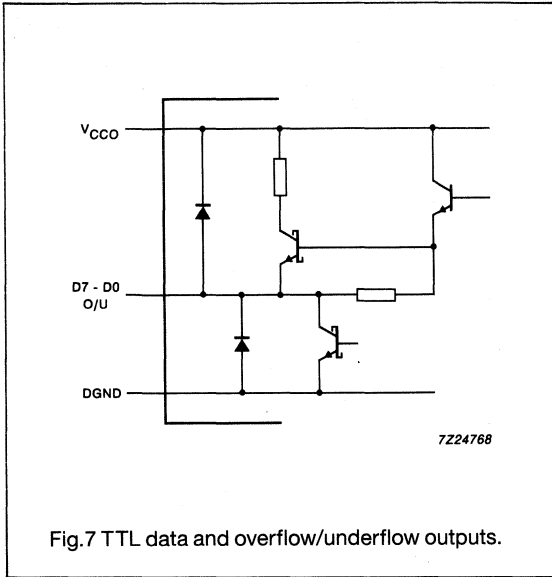 VCCO
D7 - D0
O/U
DGND
7Z24768
Fig.7 TTL data and overflow/underflow outputs.